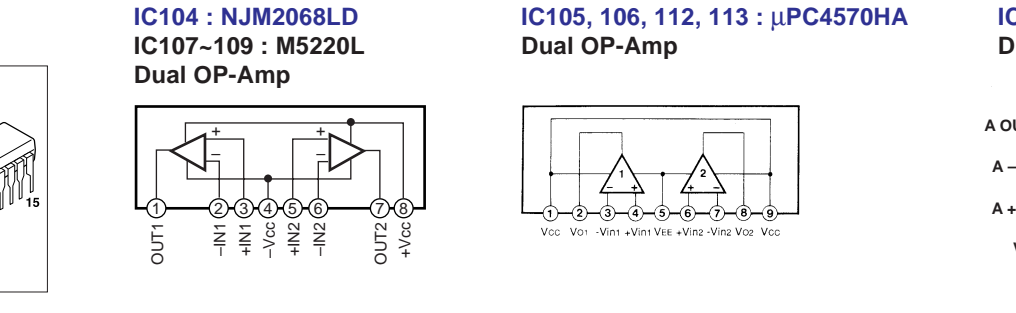 IC104 : NJM2068LD
IC107~109 : M5220L
Dual OP-Amp
+ +
– –
1 2 3 4 5 6 7 8
OUT1 –IN1 +IN1 –Vcc +IN2 –IN2 OUT2 +Vcc
IC105, 106, 112, 113 : µPC4570HA
Dual OP-Amp
1 2
– + + –
1 2 3 4 5 6 7 8 9
Vcc Vo1 -Vin1 +Vin1 VEE +Vin2 -Vin2 Vo2 Vcc
15
IC
D
A OU
A –
A +